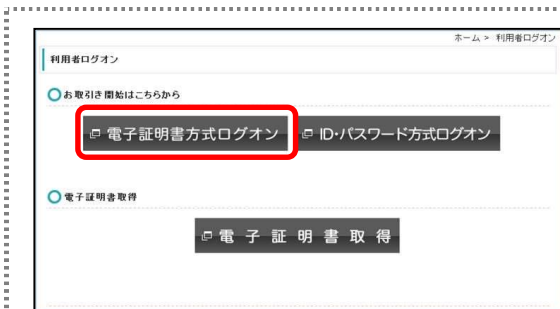 ホーム > 利用者ログオン
利用者ログオン
お取引き開始はこちらから
電子証明書方式ログオン ID・パスワード方式ログオン
電子証明書取得
電子証明書取得